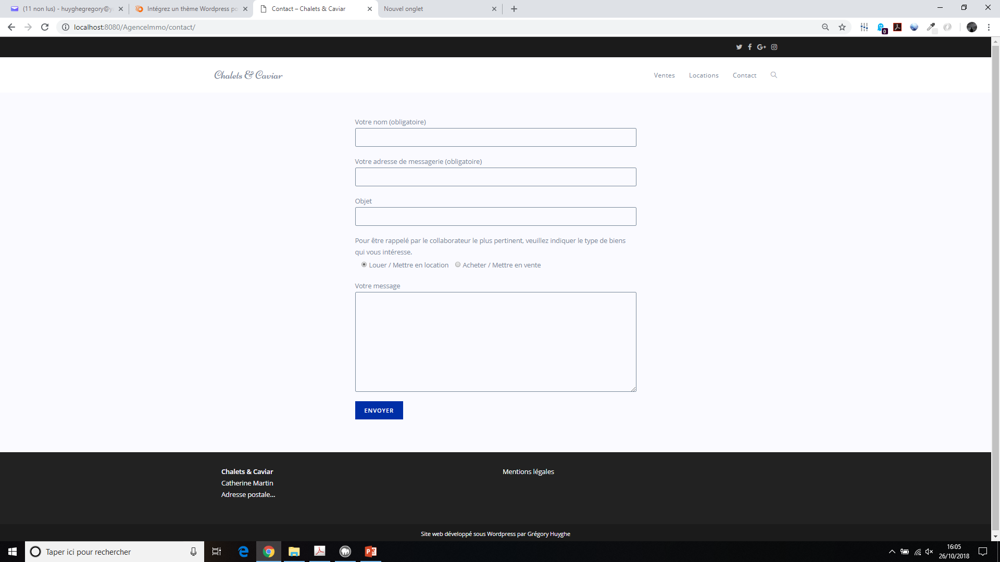 (11 non lus) - huyghegregory@y
Intégrez un thème Wordpress po
Contact – Chalets & Caviar
Nouvel onglet
localhost:8080/AgenceImmo/contact/
0
Chalets & Caviar
Ventes
Locations
Contact
Votre nom (obligatoire)
Votre adresse de messagerie (obligatoire)
Objet
Pour être rappelé par le collaborateur le plus pertinent, veuillez indiquer le type de biens
qui vous intéresse.
Louer / Mettre en location
Acheter / Mettre en vente
Votre message
ENVOYER
Chalets & Caviar
Catherine Martin
Adresse postale...
Mentions légales
Site web développé sous Wordpress par Grégory Huyghe
Taper ici pour rechercher
16:05
26/10/2018